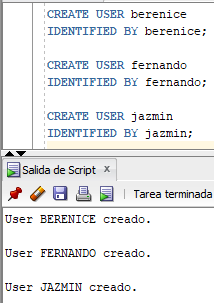 CREATE USER berenice
IDENTIFIED BY berenice;
CREATE USER fernando
IDENTIFIED BY fernando;
CREATE USER jazmin
IDENTIFIED BY jazmin;
Salida de Script x
Tarea terminada
User BERENICE creado.
User FERNANDO creado.
User JAZMIN creado.